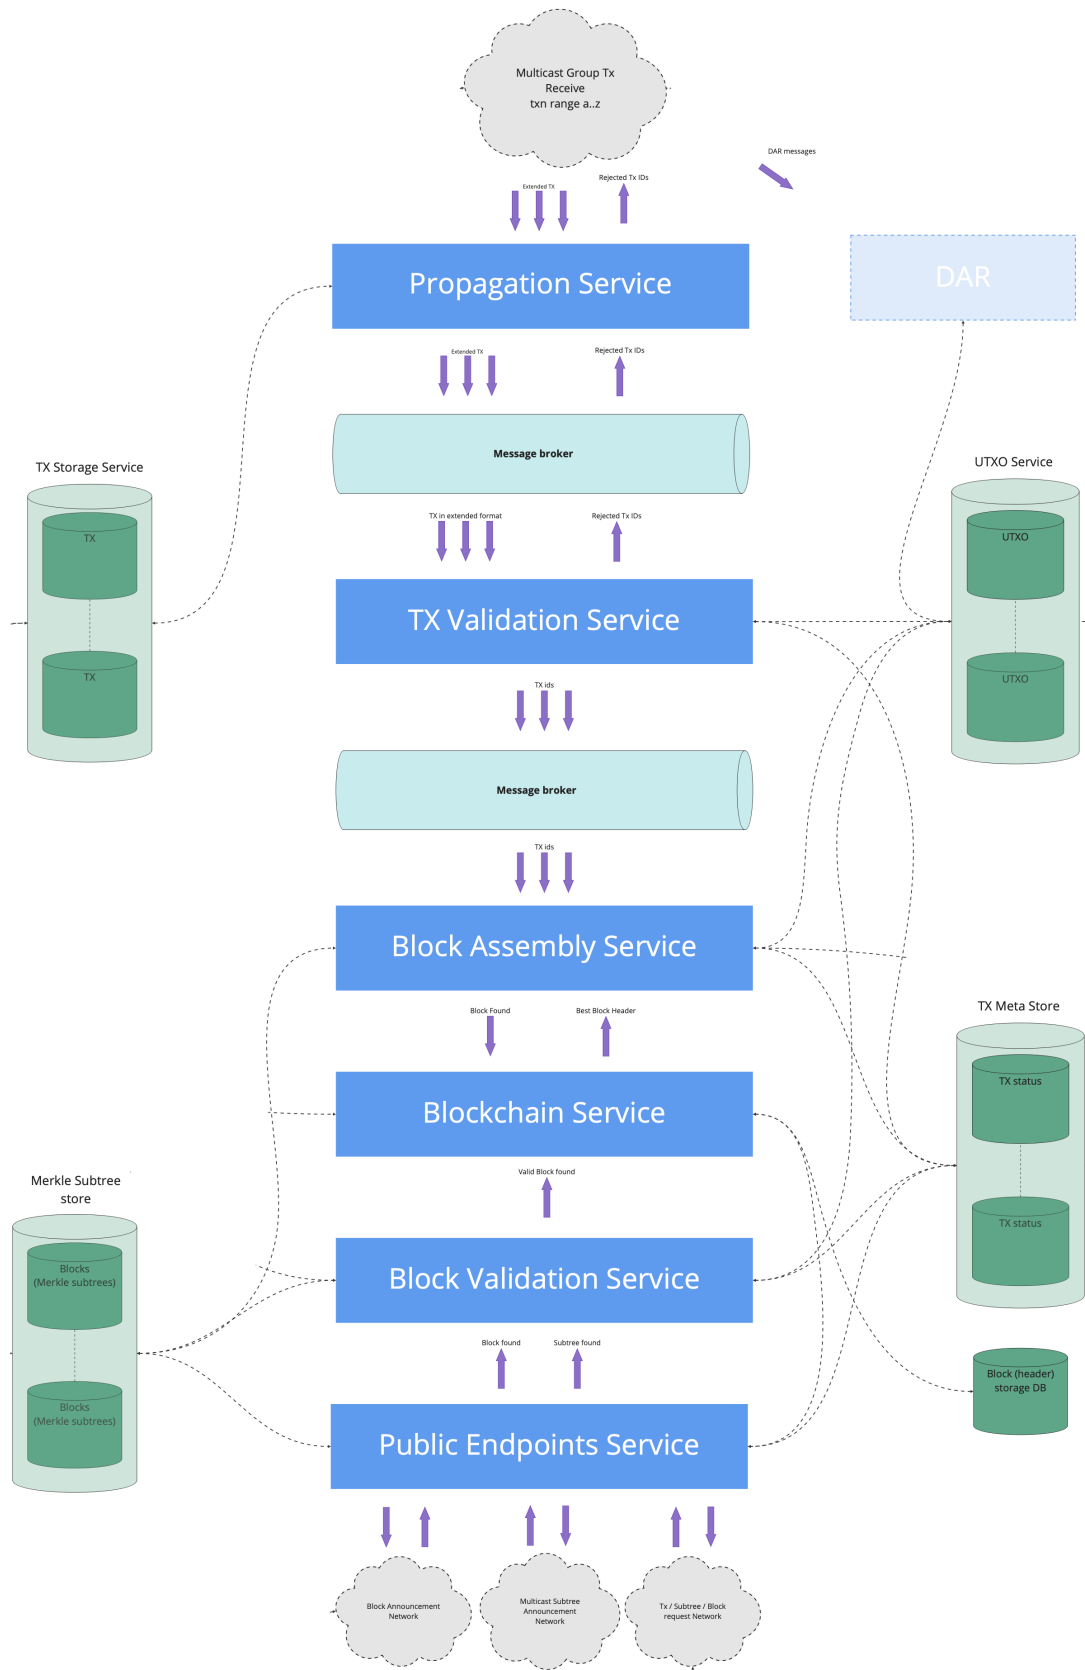 Multicast Group Tx
Receive
txn range a..z
DAR messages
Extended TX
Rejected Tx IDs
Propagation Service
DAR
Extended TX
Rejected Tx IDs
Message broker
TX Storage Service
UTXO Service
TX
TX
UTXO
UTXO
TX in extended format
Rejected Tx IDs
TX Validation Service
TX ids
Message broker
TX ids
Block Assembly Service
Block Found
Best Block Header
TX Meta Store
TX status
TX status
Blockchain Service
Valid Block found
Merkle Subtree
store
Blocks
(Merkle subtrees)
Blocks
(Merkle subtrees)
Block Validation Service
Block found
Subtree found
Block (header)
storage DB
Public Endpoints Service
Block Announcement
Network
Multicast Subtree
Announcement
Network
Tx / Subtree / Block
request Network